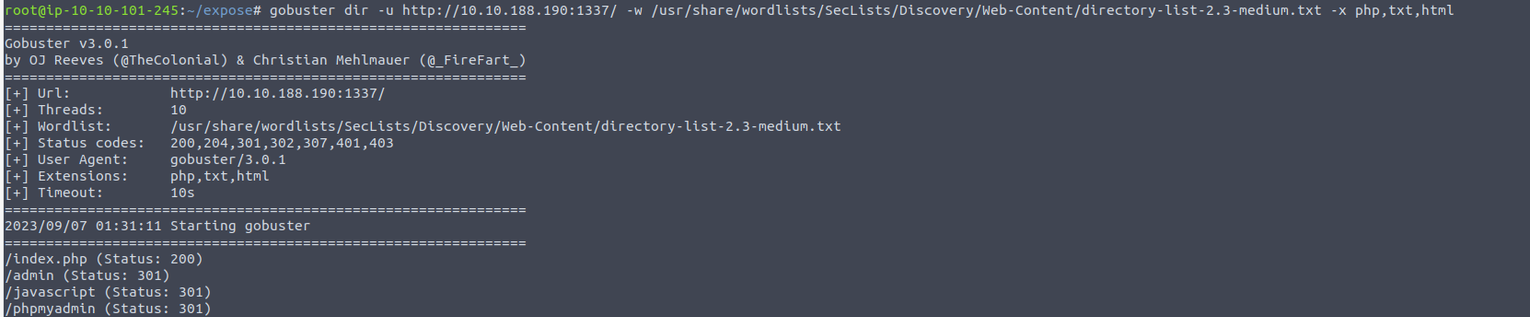 root@ip-10-10-101-245:~/expose# gobuster dir -u http://10.10.188.190:1337/ -w /usr/share/wordlists/SecLists/Discovery/Web-Content/directory-list-2.3-medium.txt -x php,txt,html
===============================================================
Gobuster v3.0.1
by OJ Reeves (@TheColonial) & Christian Mehlmauer (@_FireFart_)
===============================================================
[+] Url:            http://10.10.188.190:1337/
[+] Threads:        10
[+] Wordlist:       /usr/share/wordlists/SecLists/Discovery/Web-Content/directory-list-2.3-medium.txt
[+] Status codes:   200,204,301,302,307,401,403
[+] User Agent:     gobuster/3.0.1
[+] Extensions:     php,txt,html
[+] Timeout:        10s
===============================================================
2023/09/07 01:31:11 Starting gobuster
===============================================================
/index.php (Status: 200)
/admin (Status: 301)
/javascript (Status: 301)
/phpmyadmin (Status: 301)